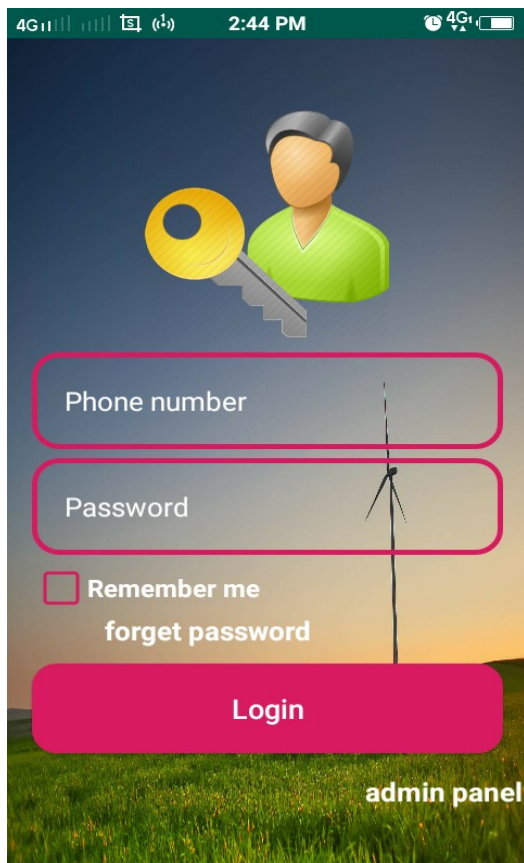 4G 2:44 PM 4G
Phone number
Password
Remember me
forget password
Login
admin panel